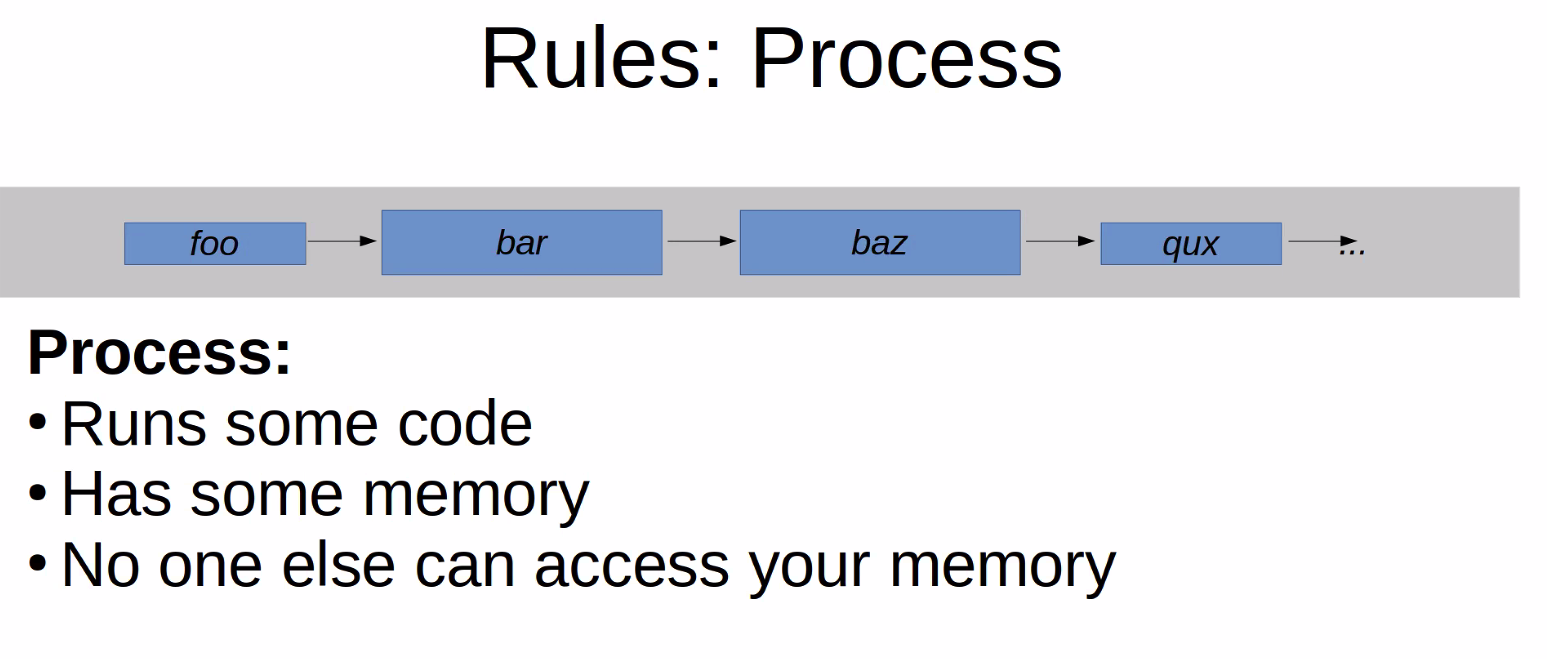 Rules: Process
foo bar baz qux ...
Process:
• Runs some code
• Has some memory
• No one else can access your memory